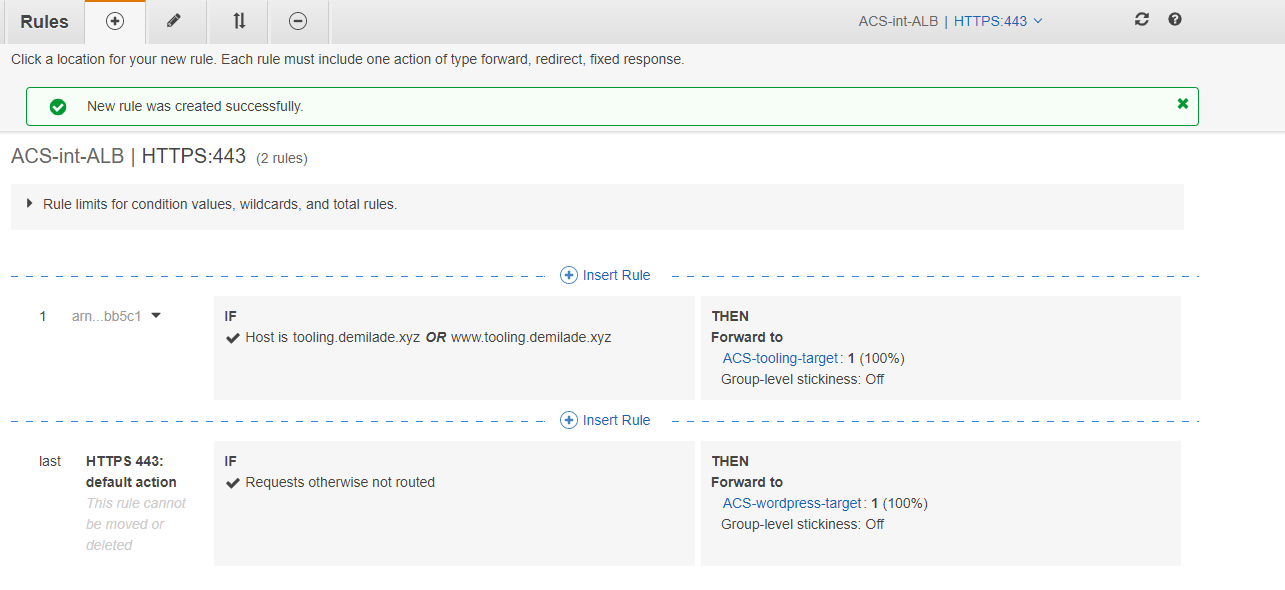 Rules
ACS-int-ALB | HTTPS:443
Click a location for your new rule. Each rule must include one action of type forward, redirect, fixed response.
New rule was created successfully.
ACS-int-ALB | HTTPS:443 (2 rules)
Rule limits for condition values, wildcards, and total rules.
Insert Rule
1 arn...bb5c1
IF
Host is tooling.demilade.xyz OR www.tooling.demilade.xyz
THEN
Forward to
ACS-tooling-target: 1 (100%)
Group-level stickiness: Off
Insert Rule
last
HTTPS 443:
default action
This rule cannot
be moved or
deleted
IF
Requests otherwise not routed
THEN
Forward to
ACS-wordpress-target: 1 (100%)
Group-level stickiness: Off